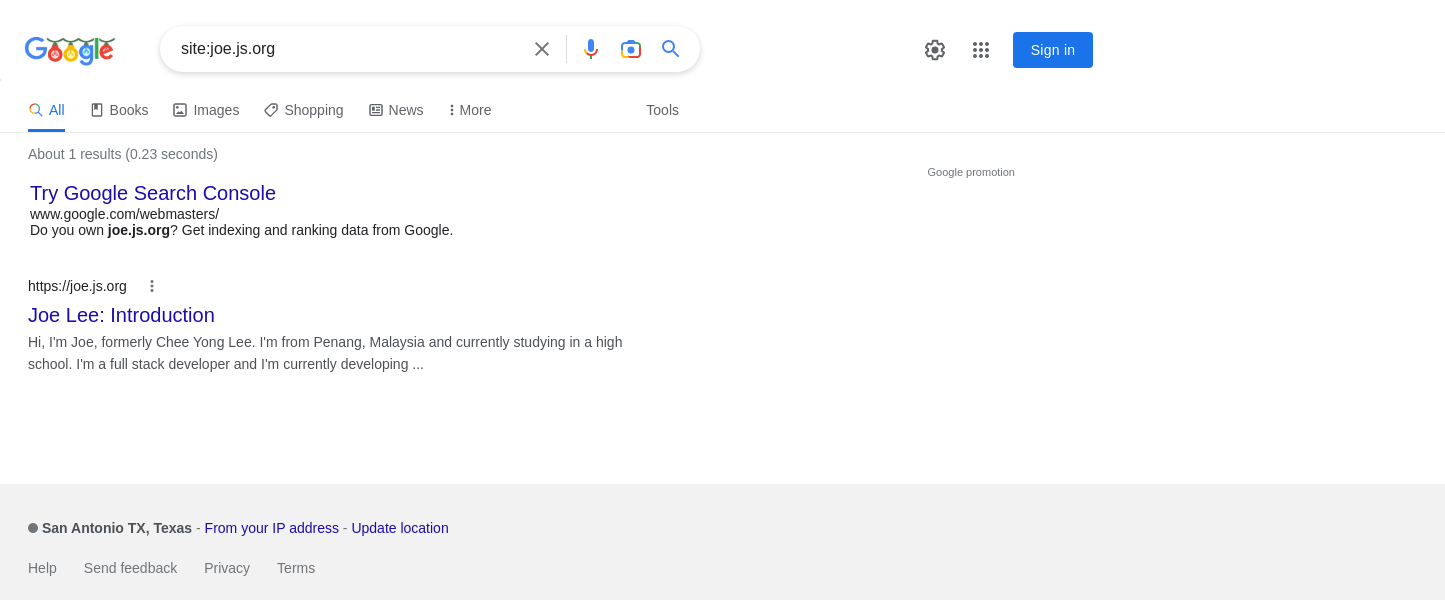 Google
site:joe.js.org
Sign in
All
Books
Images
Shopping
News
More
Tools
About 1 results (0.23 seconds)
Google promotion
Try Google Search Console
www.google.com/webmasters/
Do you own joe.js.org? Get indexing and ranking data from Google.
https://joe.js.org
Joe Lee: Introduction
Hi, I'm Joe, formerly Chee Yong Lee. I'm from Penang, Malaysia and currently studying in a high
school. I'm a full stack developer and I'm currently developing ...
San Antonio TX, Texas - From your IP address - Update location
Help
Send feedback
Privacy
Terms